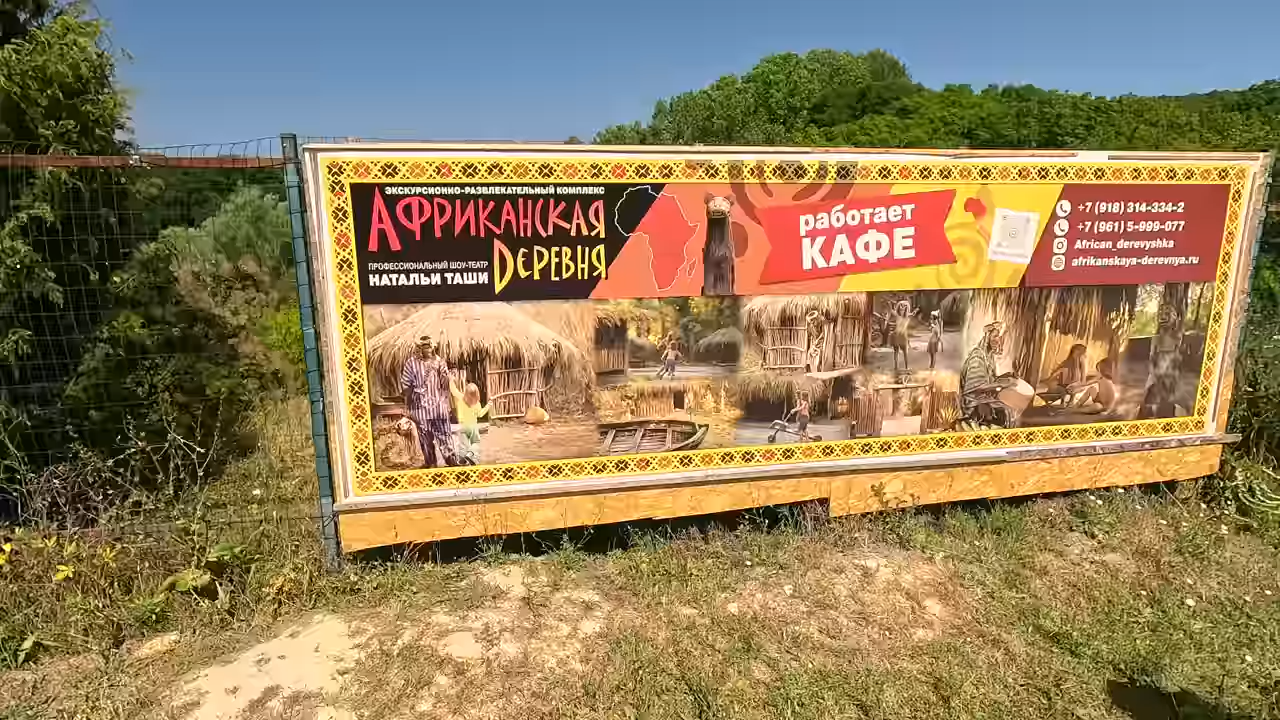 ЭКСКУРСИОННО-РАЗВЛЕКАТЕЛЬНЫЙ КОМПЛЕКС
АФРИКАНСКАЯ
ДЕРЕВНЯ
ПРОФЕССИОНАЛЬНЫЙ ШОУ-ТЕАТР
НАТАЛЬИ ТАШИ
работает
КАФЕ
+7 (918) 314-334-2
+7 (961) 5-999-077
African_derevyshka
afrikanskaya-derevnya.ru